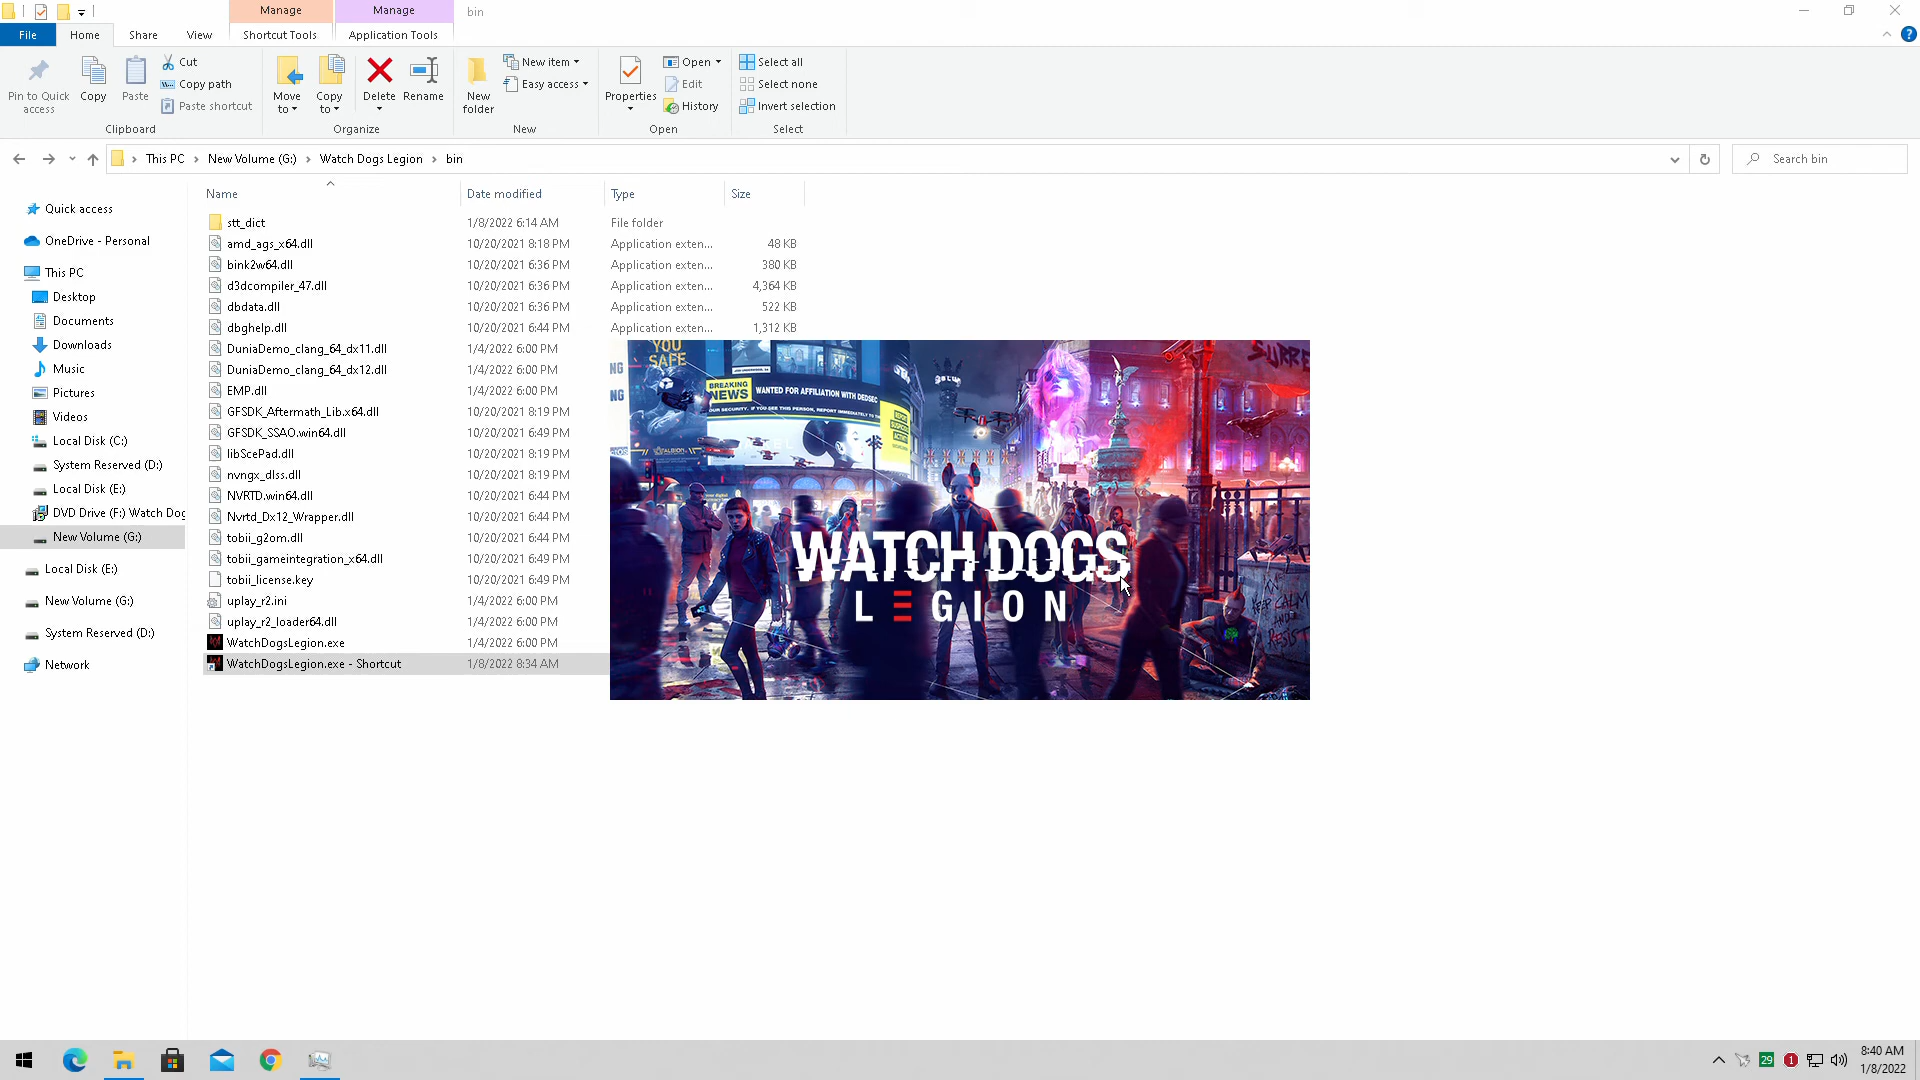 Manage
Manage
bin
File
Home
Share
View
Shortcut Tools
Application Tools
Pin to Quick access
Copy
Paste
Cut
Copy path
Paste shortcut
Clipboard
Move to
Copy to
Delete
Rename
Organize
New folder
New item
Easy access
New
Properties
Open
Edit
History
Open
Select all
Select none
Invert selection
Select
This PC
New Volume (G:)
Watch Dogs Legion
bin
Search bin
Quick access
OneDrive - Personal
This PC
Desktop
Documents
Downloads
Music
Pictures
Videos
Local Disk (C:)
System Reserved (D:)
Local Disk (E:)
DVD Drive (F:) Watch Dog
New Volume (G:)
Local Disk (E:)
New Volume (G:)
System Reserved (D:)
Network
Name Date modified Type Size
stt_dict 1/8/2022 6:14 AM File folder
amd_ags_x64.dll 10/20/2021 8:18 PM Application exten... 48 KB
bink2w64.dll 10/20/2021 6:36 PM Application exten... 380 KB
d3dcompiler_47.dll 10/20/2021 6:36 PM Application exten... 4,364 KB
dbdata.dll 10/20/2021 6:36 PM Application exten... 522 KB
dbghelp.dll 10/20/2021 6:44 PM Application exten... 1,312 KB
DuniaDemo_clang_64_dx11.dll 1/4/2022 6:00 PM
DuniaDemo_clang_64_dx12.dll 1/4/2022 6:00 PM
EMP.dll 1/4/2022 6:00 PM
GFSDK_Aftermath_Lib.x64.dll 10/20/2021 8:19 PM
GFSDK_SSAO.win64.dll 10/20/2021 6:49 PM
libScePad.dll 10/20/2021 8:19 PM
nvngx_dlss.dll 10/20/2021 8:19 PM
NVRTD.win64.dll 10/20/2021 6:44 PM
Nvrtd_Dx12_Wrapper.dll 10/20/2021 6:44 PM
tobii_g2om.dll 10/20/2021 6:44 PM
tobii_gameintegration_x64.dll 10/20/2021 6:49 PM
tobii_license.key 10/20/2021 6:49 PM
uplay_r2.ini 1/4/2022 6:00 PM
uplay_r2_loader64.dll 1/4/2022 6:00 PM
WatchDogsLegion.exe 1/4/2022 6:00 PM
WatchDogsLegion.exe - Shortcut 1/8/2022 8:34 AM
YOU
SAFE
BREAKING
NEWS
WANTED FOR AFFILIATION WITH DEDSEC
WATCH DOGS
LEGION
KEEP CALM
AND
RESIST
29
1
8:40 AM
1/8/2022